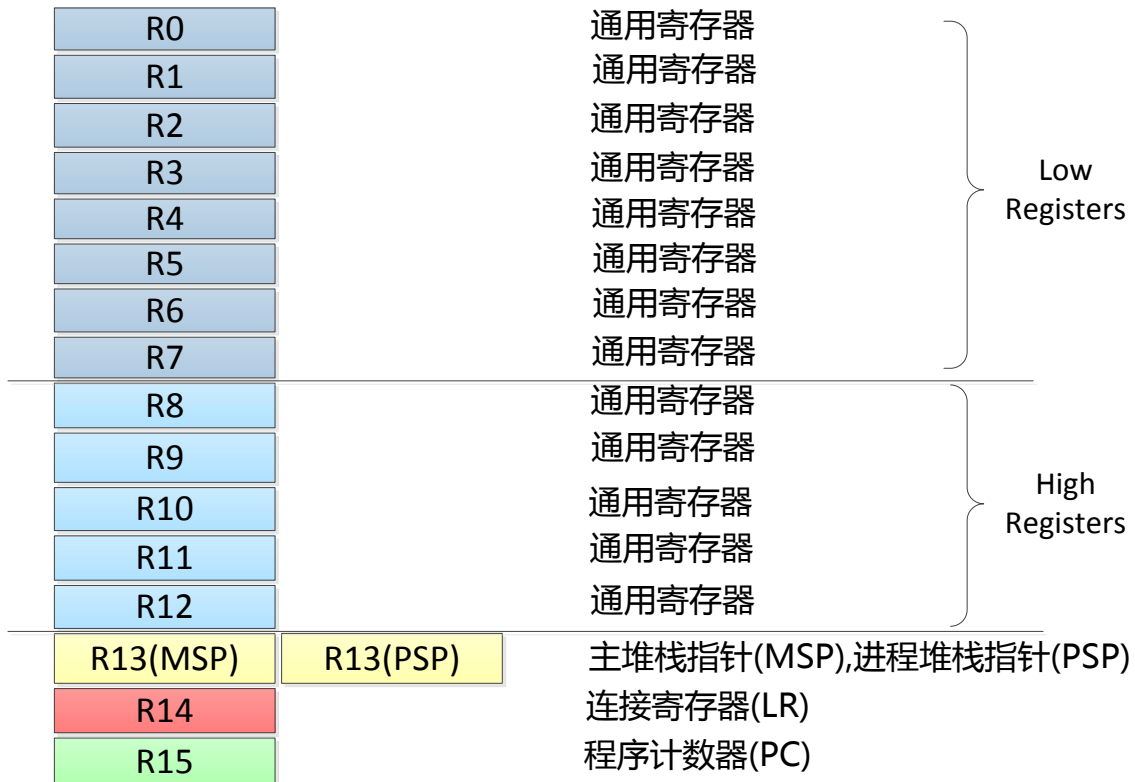 R0 通用寄存器
R1 通用寄存器
R2 通用寄存器
R3 通用寄存器
Low
Registers
R4 通用寄存器
R5 通用寄存器
R6 通用寄存器
R7 通用寄存器
R8 通用寄存器
R9 通用寄存器
R10 通用寄存器
High
Registers
R11 通用寄存器
R12 通用寄存器
R13(MSP) R13(PSP) 主堆栈指针(MSP),进程堆栈指针(PSP)
R14 连接寄存器(LR)
R15 程序计数器(PC)